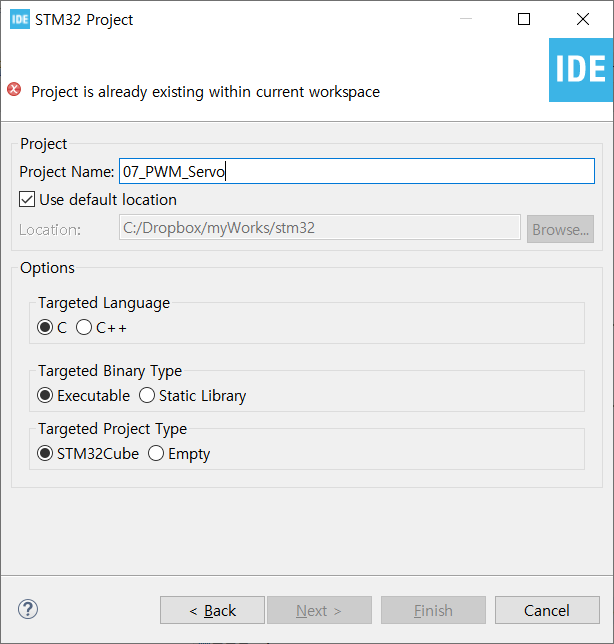 IDE STM32 Project
IDE
Project is already existing within current workspace
Project
Project Name: 07_PWM_Servo
Use default location
Location: C:/Dropbox/myWorks/stm32 Browse...
Options
Targeted Language
C C++
Targeted Binary Type
Executable Static Library
Targeted Project Type
STM32Cube Empty
? < Back Next > Finish Cancel